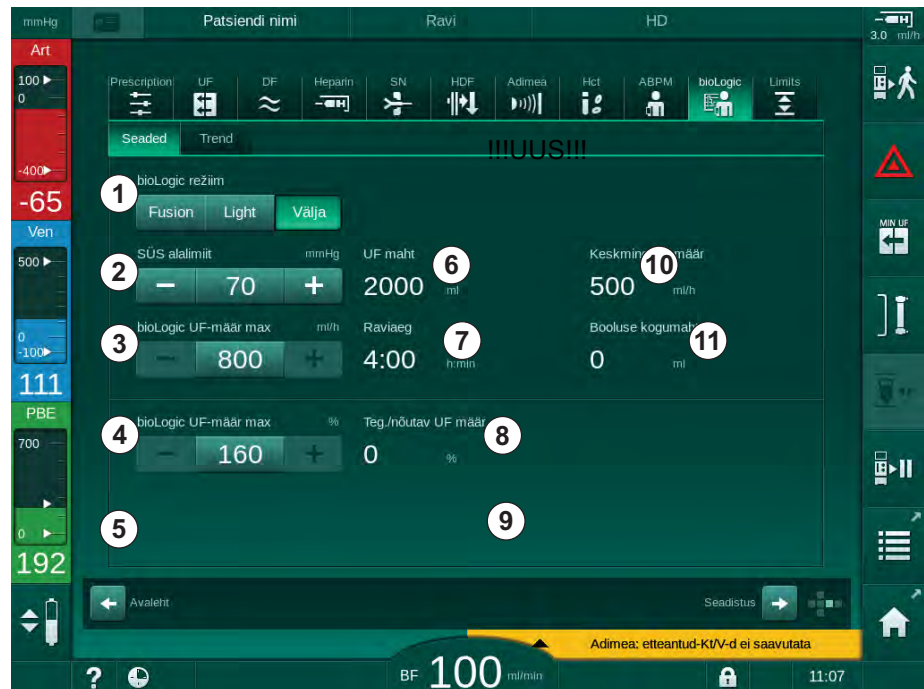 mmHg
Patsiendi nimi
Ravi
HD
3.0 ml/h
Art
100
0
-400
-65
Ven
500
0
-100
111
PBE
700
0
192
Prescription
UF
DF
Heparin
SN
HDF
Adimea
Hct
ABPM
bioLogic
Limits
Seaded
Trend
!!!UUS!!!
1
bioLogic režiim
Fusion
Light
Välja
2
SÜS alalimiit mmHg
− 70 +
UF maht
6
2000 ml
10
500 ml/h
3
bioLogic UF-määr max ml/h
− 800 +
Raviaeg
7
4:00 h:min
Booluse
11
0 ml
4
bioLogic UF-määr max %
− 160 +
Teg./nõutav UF määr
8
0 %
5
9
MIN UF
Avaleht
Seadistus
Adimea: etteantud-Kt/V-d ei saavutata
?
BF 100 ml/min
11:07